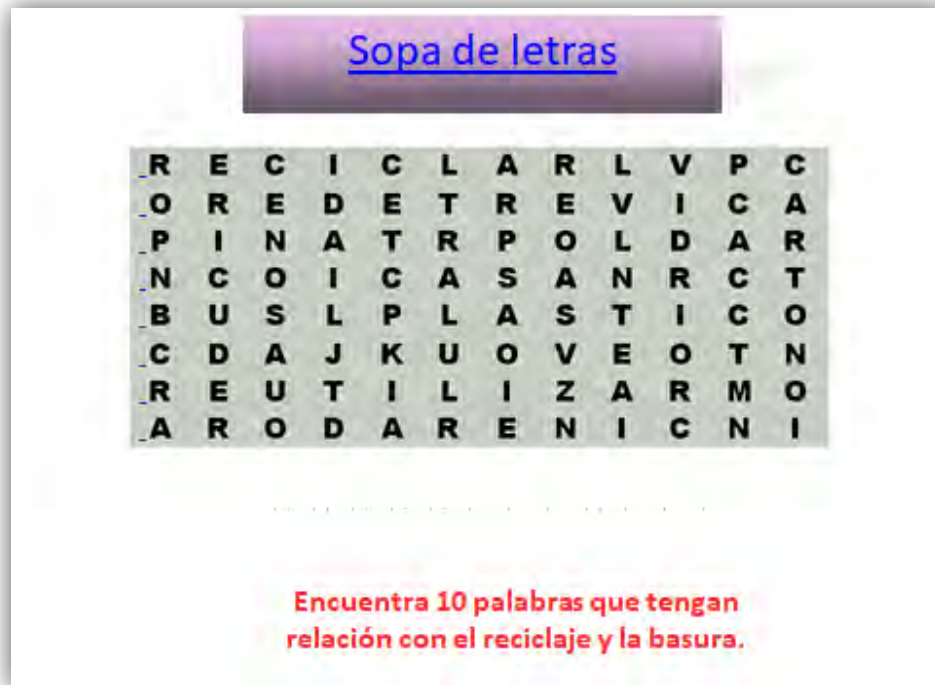 Sopa de letras
R E C I C L A R L V P C
O R E D E T R E V I C A
P I N A T R P O L D A R
N C O I C A S A N R C T
B U S L P L A S T I C O
C D A J K U O V E O T N
R E U T I L I Z A R M O
A R O D A R E N I C N I
Encuentra 10 palabras que tengan
relación con el reciclaje y la basura.